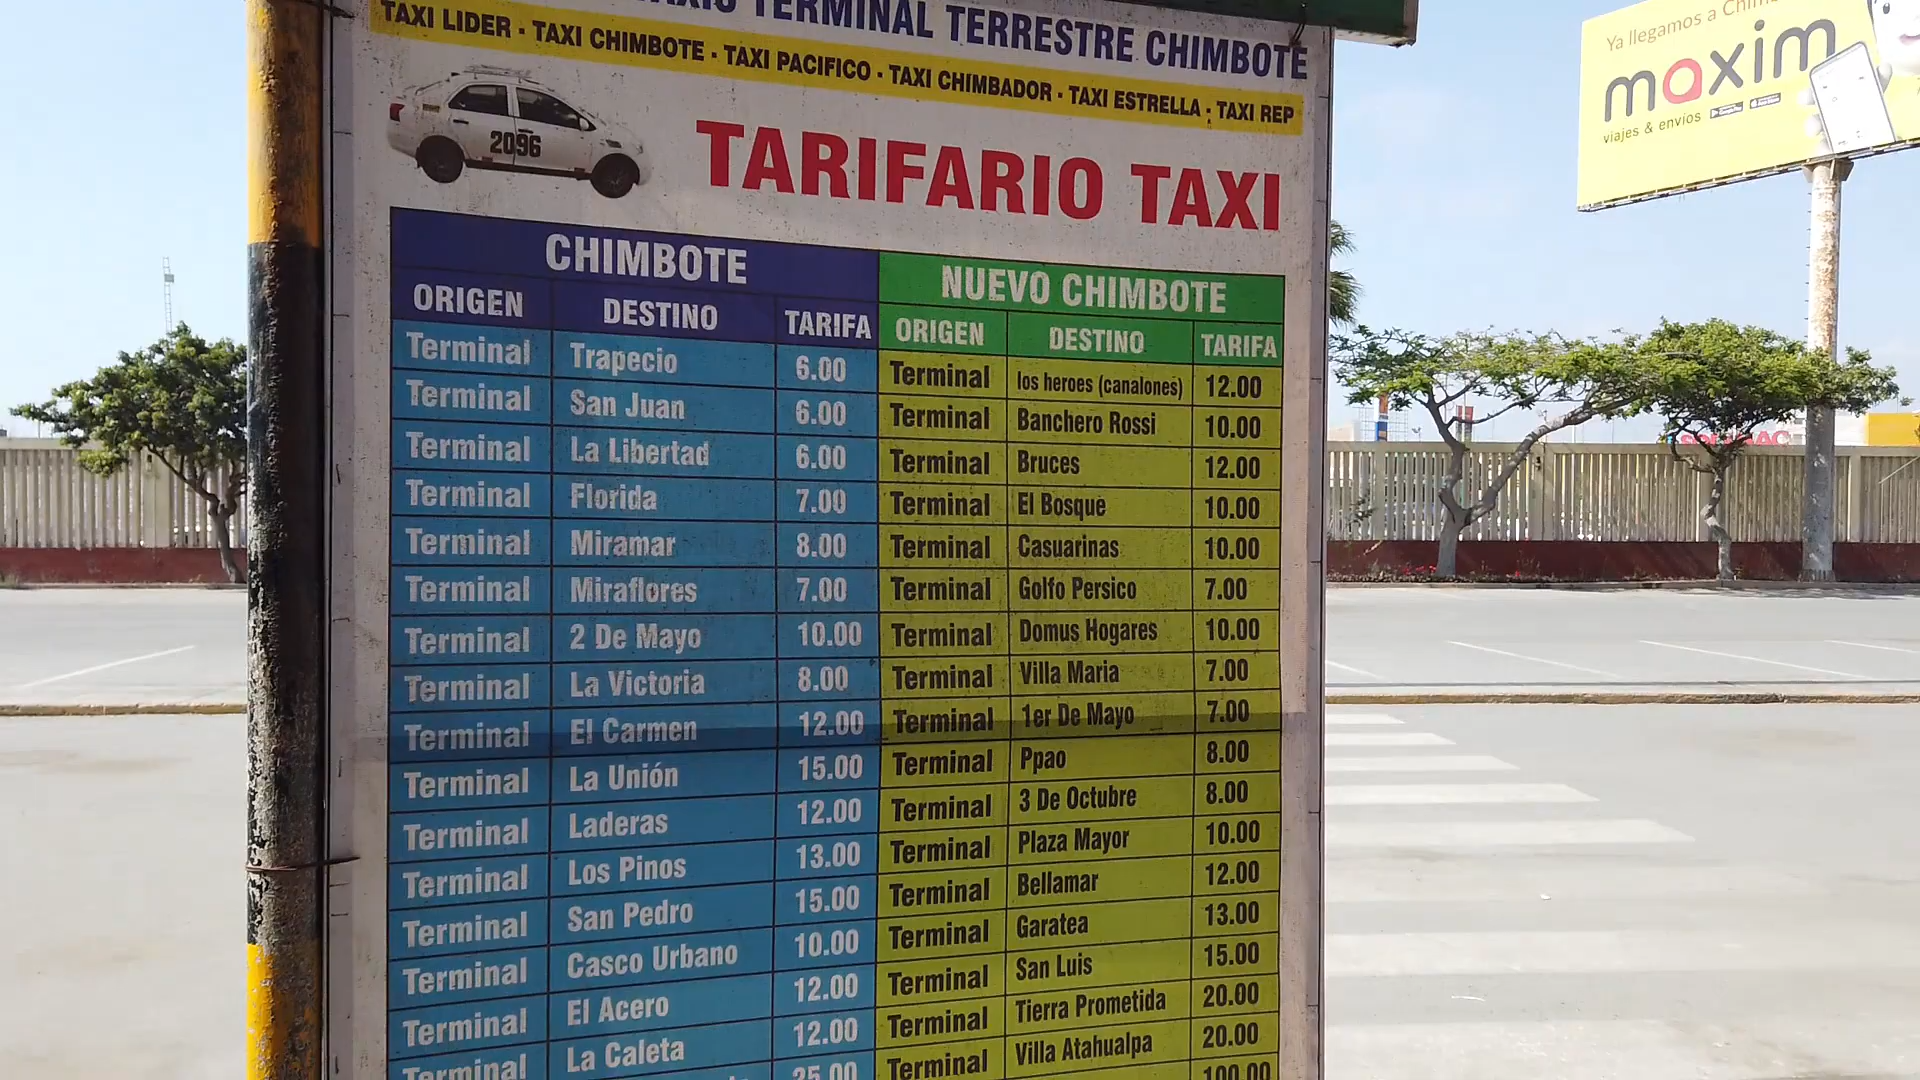 TERMINAL TERRESTRE CHIMBOTE
TAXI LIDER · TAXI CHIMBOTE · TAXI PACIFICO · TAXI CHIMBADOR · TAXI ESTRELLA · TAXI REP
2096
TARIFARIO TAXI
CHIMBOTE
ORIGEN DESTINO TARIFA
Terminal Trapecio 6.00
Terminal San Juan 6.00
Terminal La Libertad 6.00
Terminal Florida 7.00
Terminal Miramar 8.00
Terminal Miraflores 7.00
Terminal 2 De Mayo 10.00
Terminal La Victoria 8.00
Terminal El Carmen 12.00
Terminal La Unión 15.00
Terminal Laderas 12.00
Terminal Los Pinos 13.00
Terminal San Pedro 15.00
Terminal Casco Urbano 10.00
Terminal El Acero 12.00
Terminal La Caleta 12.00
25.00
NUEVO CHIMBOTE
ORIGEN DESTINO TARIFA
Terminal los heroes (canalones) 12.00
Terminal Banchero Rossi 10.00
Terminal Bruces 12.00
Terminal El Bosque 10.00
Terminal Casuarinas 10.00
Terminal Golfo Persico 7.00
Terminal Domus Hogares 10.00
Terminal Villa Maria 7.00
Terminal 1er De Mayo 7.00
Terminal Ppao 8.00
Terminal 3 De Octubre 8.00
Terminal Plaza Mayor 10.00
Terminal Bellamar 12.00
Terminal Garatea 13.00
Terminal San Luis 15.00
Terminal Tierra Prometida 20.00
Terminal Villa Atahualpa 20.00
100.00
Ya llegamos a
maxim
viajes & envíos